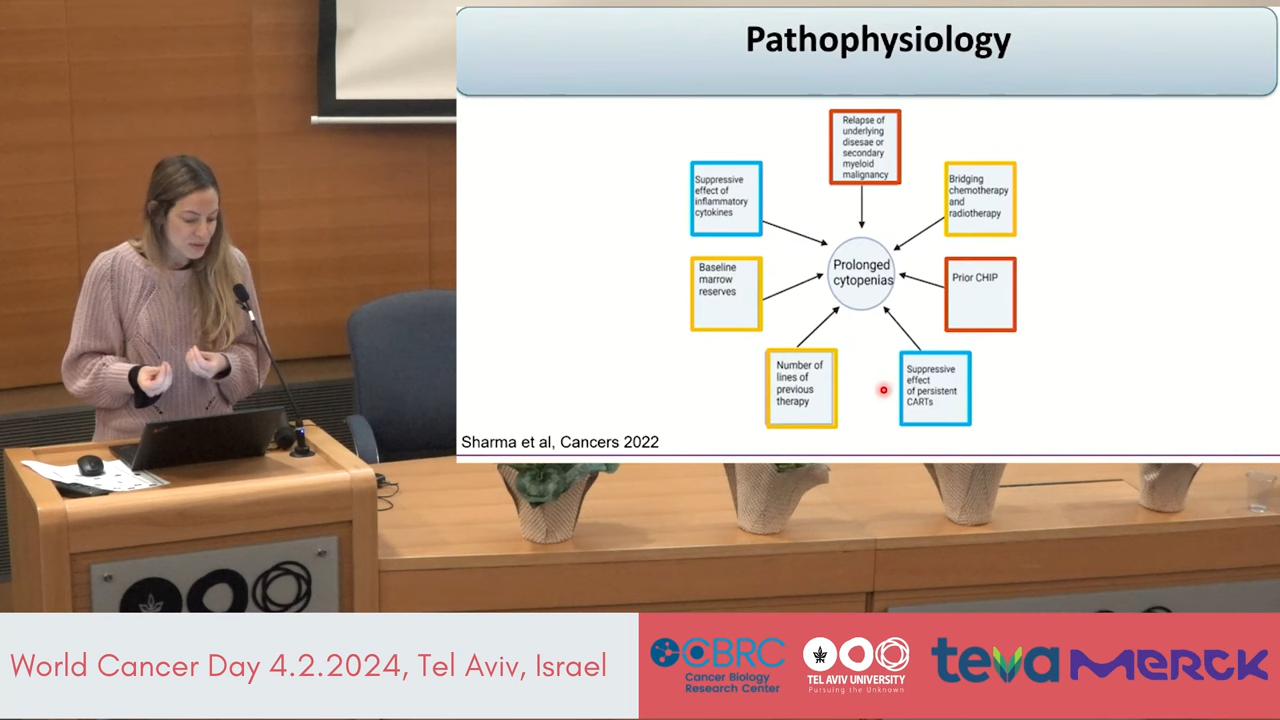 Pathophysiology
Relapse of
underlying
disesae or
secondary
myeloid
malignancy
Suppressive
effect of
inflammatory
cytokines
Bridging
chemotherapy
and
radiotherapy
Baseline
marrow
reserves
Prolonged
cytopenias
Prior CHIP
Number of
lines of
previous
therapy
Suppressive
effect
of persistent
CARTs
Sharma et al, Cancers 2022
World Cancer Day 4.2.2024, Tel Aviv, Israel
CBRC
Cancer Biology
Research Center
TEL AVIV UNIVERSITY
Pursuing the Unknown
teva
MERCK